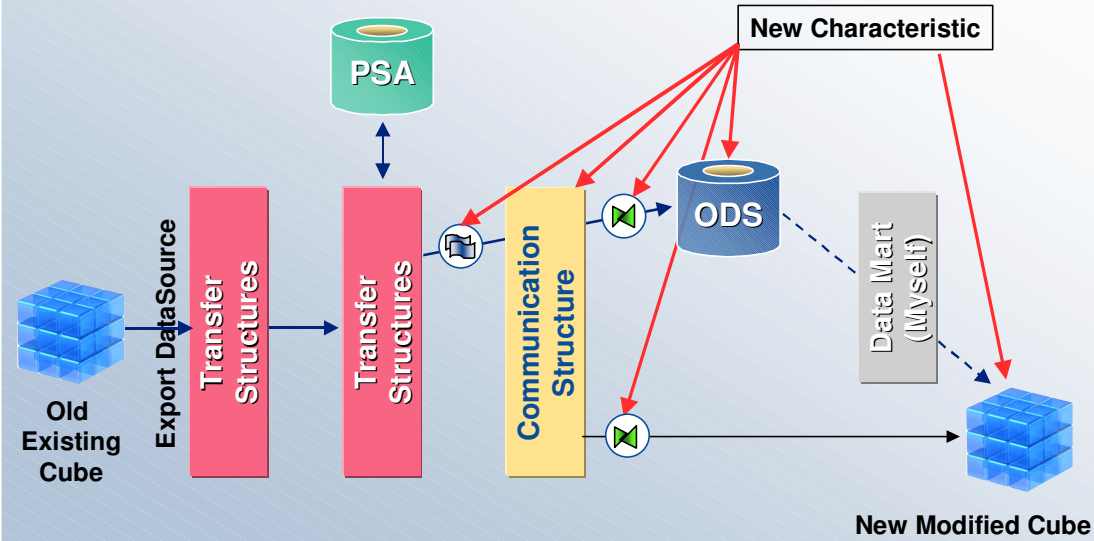 New Characteristic
PSA
Export DataSource
Transfer
Structures
Transfer
Structures
Communication
Structure
ODS
Data Mart
(Myself)
Old
Existing
Cube
New Modified Cube